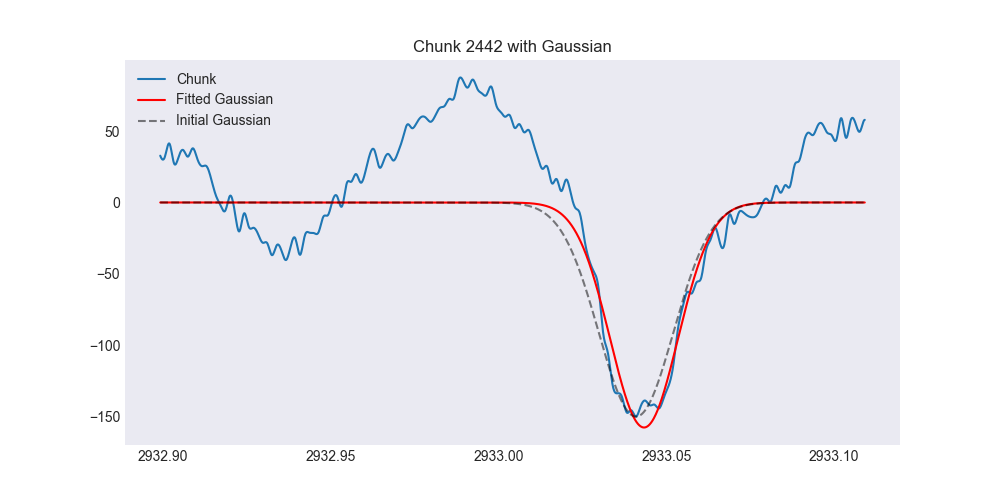 Chunk 2442 with Gaussian
Chunk
Fitted Gaussian
Initial Gaussian
50
0
−50
−100
−150
2932.90 2932.95 2933.00 2933.05 2933.10